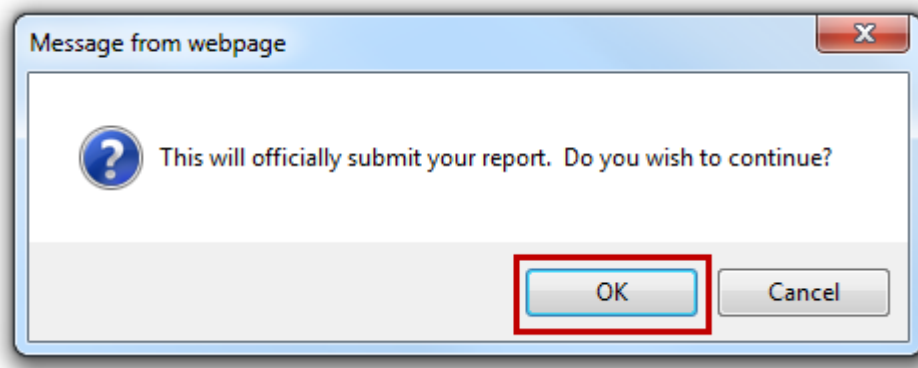 Message from webpage
This will officially submit your report.  Do you wish to continue?
OK
Cancel